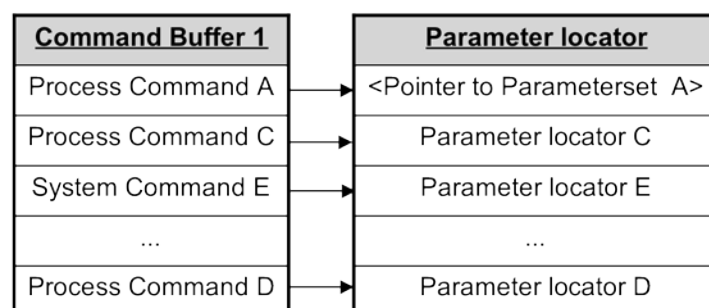 Command Buffer 1 Parameter locator
Process Command A <Pointer to Parameterset A>
Process Command C Parameter locator C
System Command E Parameter locator E
... ...
Process Command D Parameter locator D